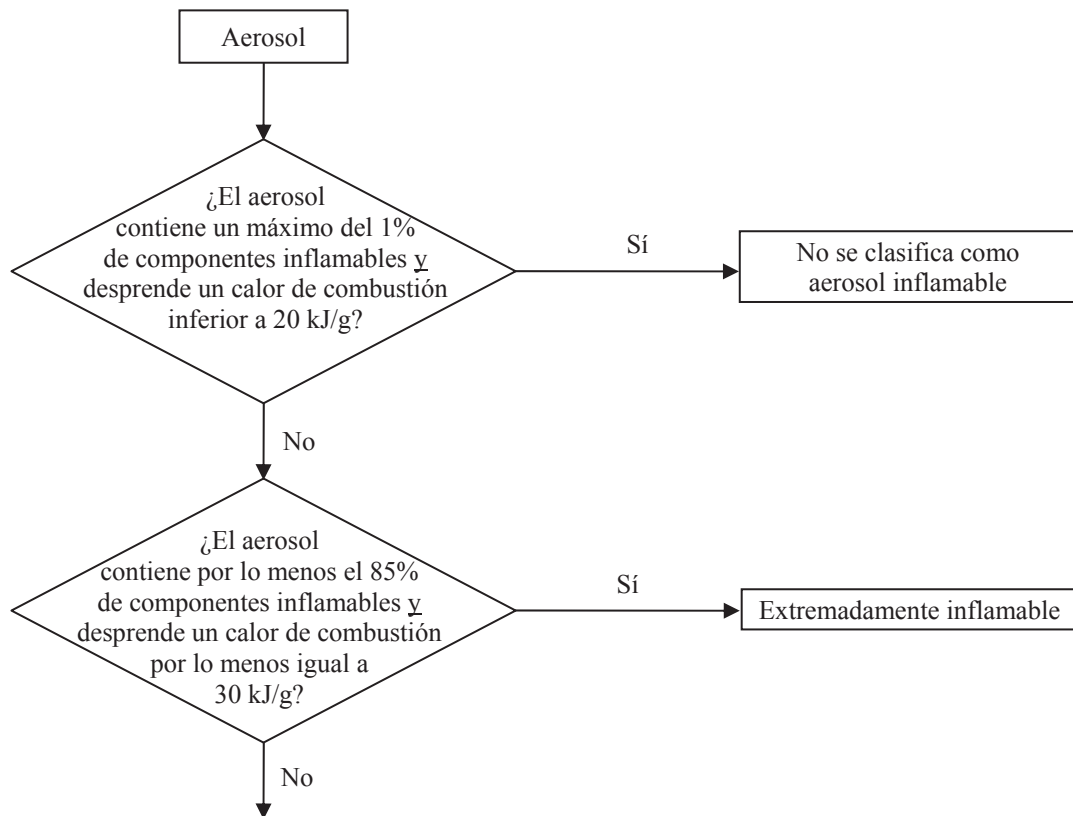 Aerosol
¿El aerosol
contiene un máximo del 1%
de componentes inflamables y
desprende un calor de combustión
inferior a 20 kJ/g?
Sí
No se clasifica como
aerosol inflamable
No
¿El aerosol
contiene por lo menos el 85%
de componentes inflamables y
desprende un calor de combustión
por lo menos igual a
30 kJ/g?
Sí
Extremadamente inflamable
No